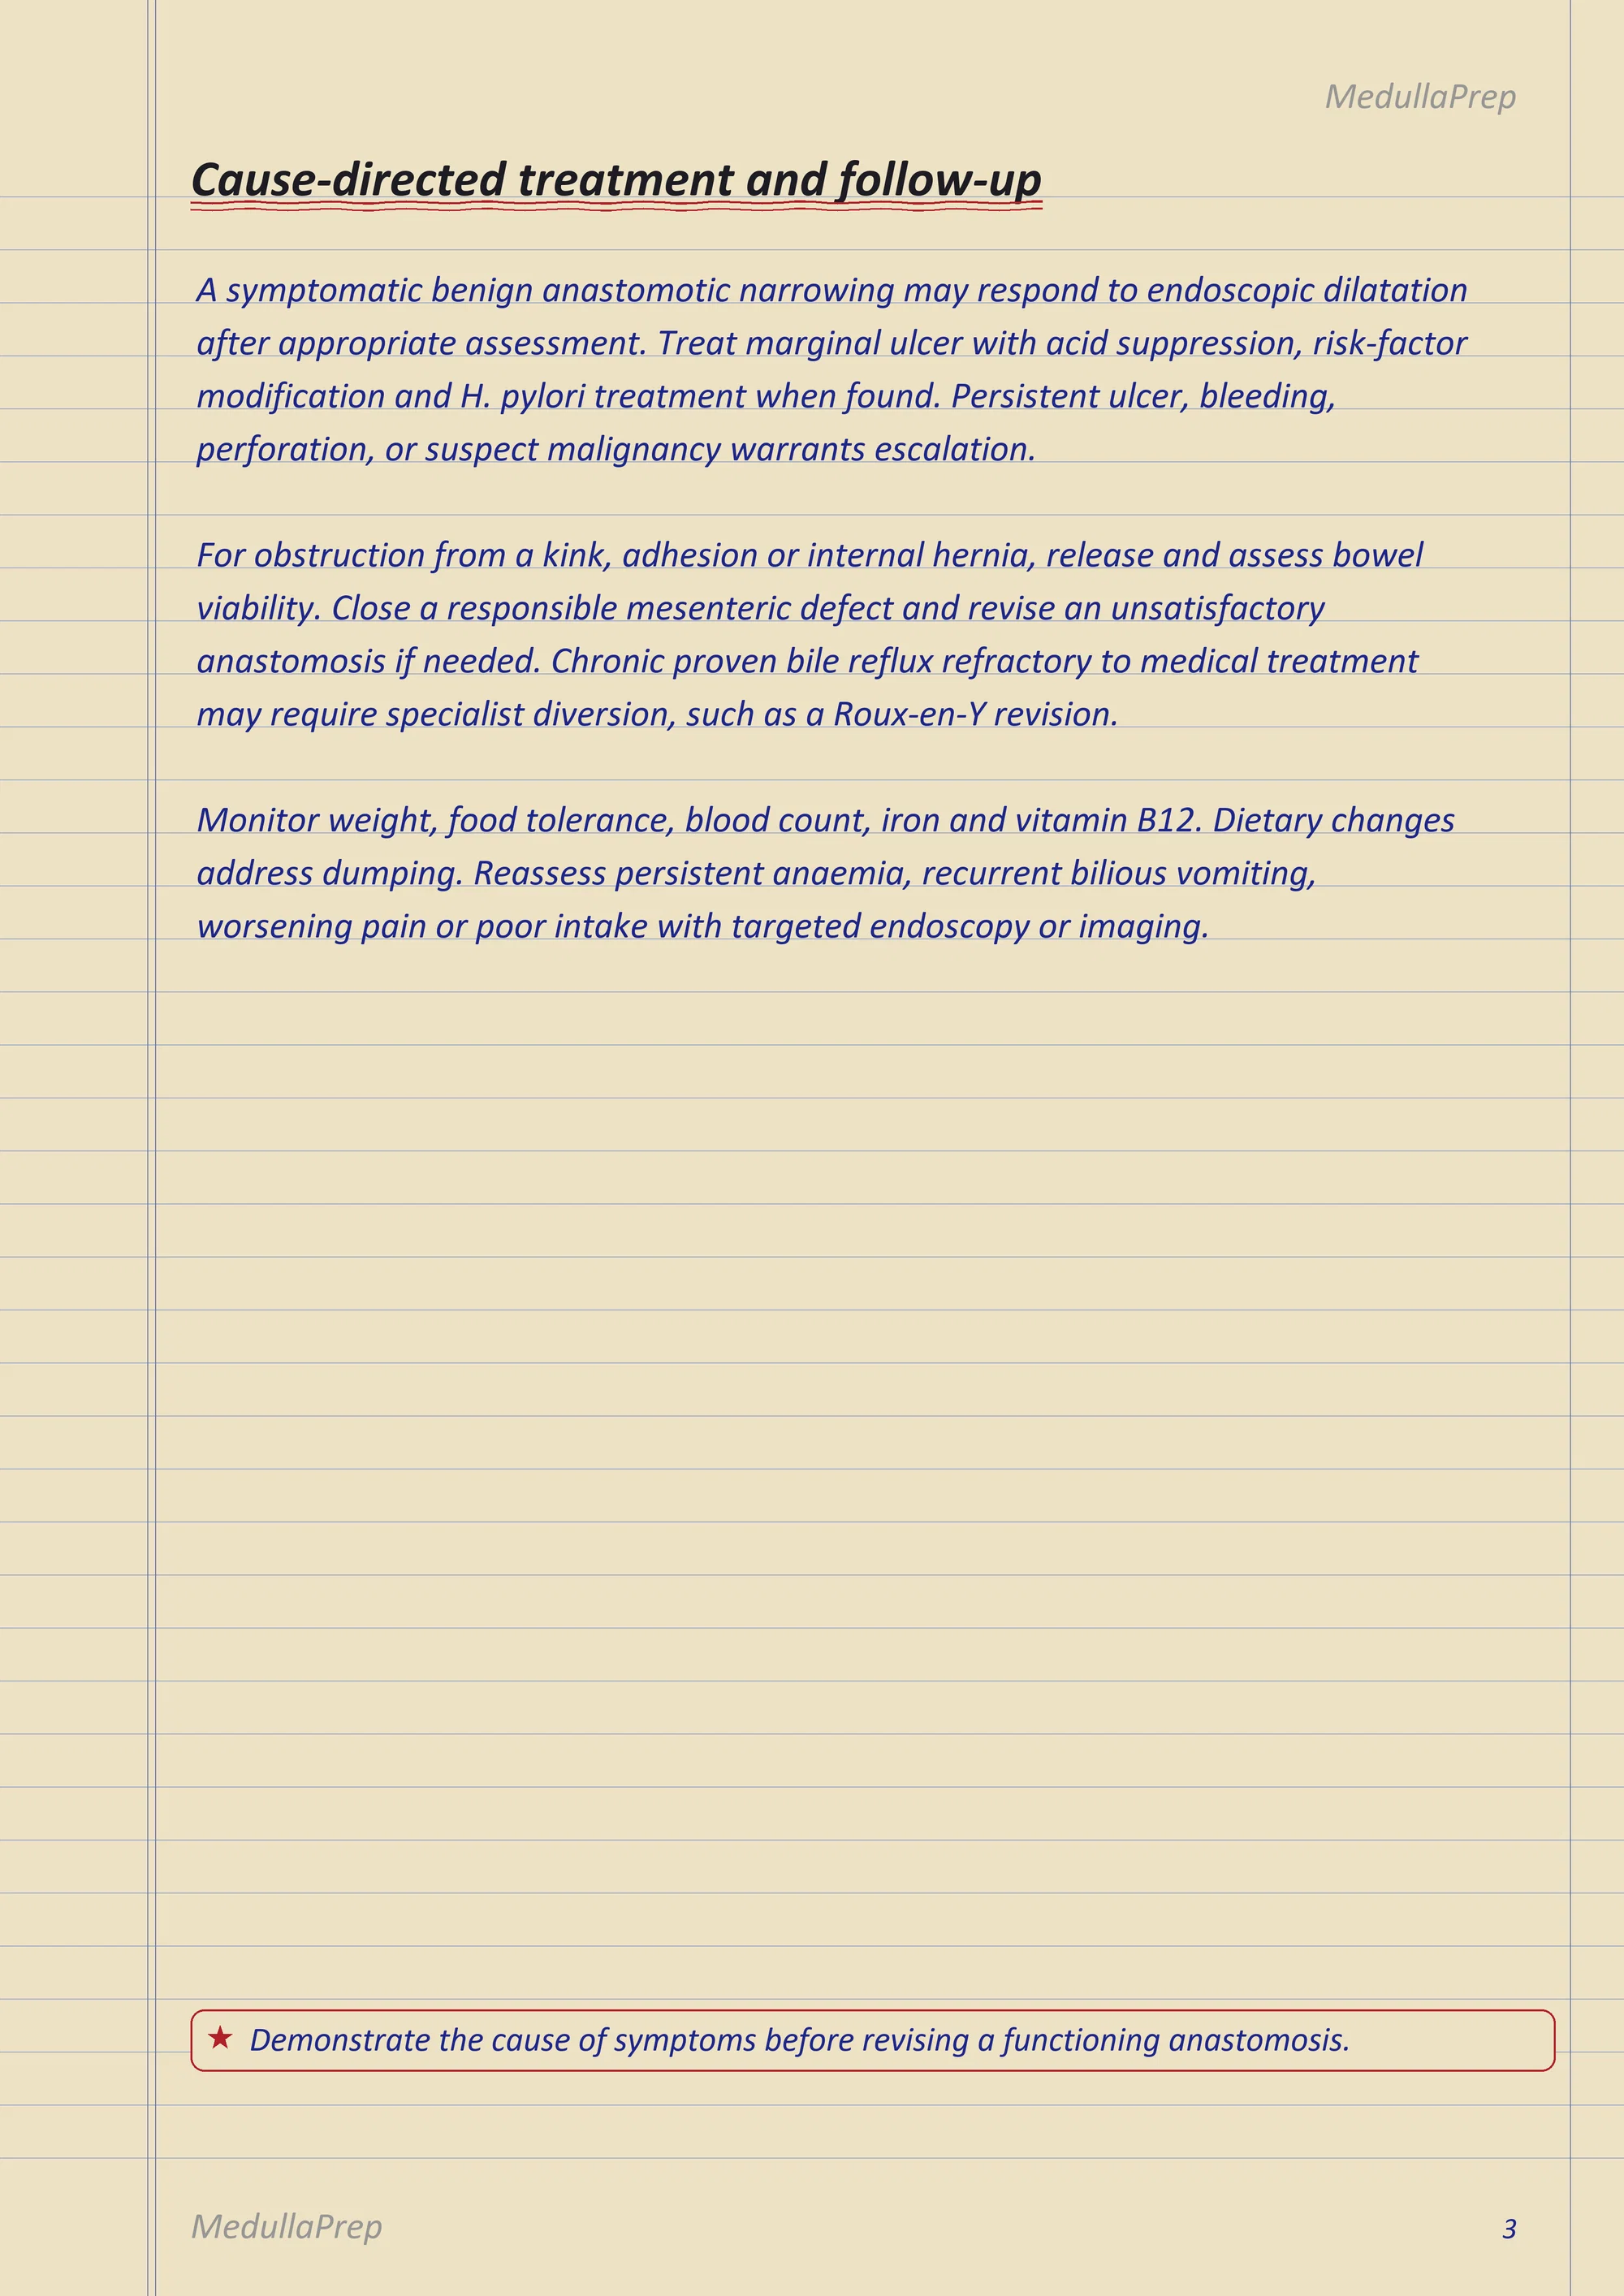 MedullaPrep
Cause-directed treatment and follow-up
A symptomatic benign anastomotic narrowing may respond to endoscopic dilatation
after appropriate assessment. Treat marginal ulcer with acid suppression, risk-factor
modification and H. pylori treatment when found. Persistent ulcer, bleeding,
perforation, or suspect malignancy warrants escalation.
For obstruction from a kink, adhesion or internal hernia, release and assess bowel
viability. Close a responsible mesenteric defect and revise an unsatisfactory
anastomosis if needed. Chronic proven bile reflux refractory to medical treatment
may require specialist diversion, such as a Roux-en-Y revision.
Monitor weight, food tolerance, blood count, iron and vitamin B12. Dietary changes
address dumping. Reassess persistent anaemia, recurrent bilious vomiting,
worsening pain or poor intake with targeted endoscopy or imaging.
★ Demonstrate the cause of symptoms before revising a functioning anastomosis.
MedullaPrep
3